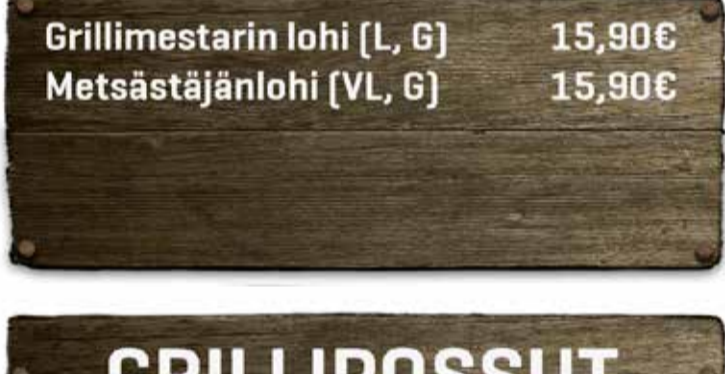 Grillimestarin lohi (L, G) 15,90€
Metsästäjänlohi (VL, G) 15,90€
GRILLIPOSSUT